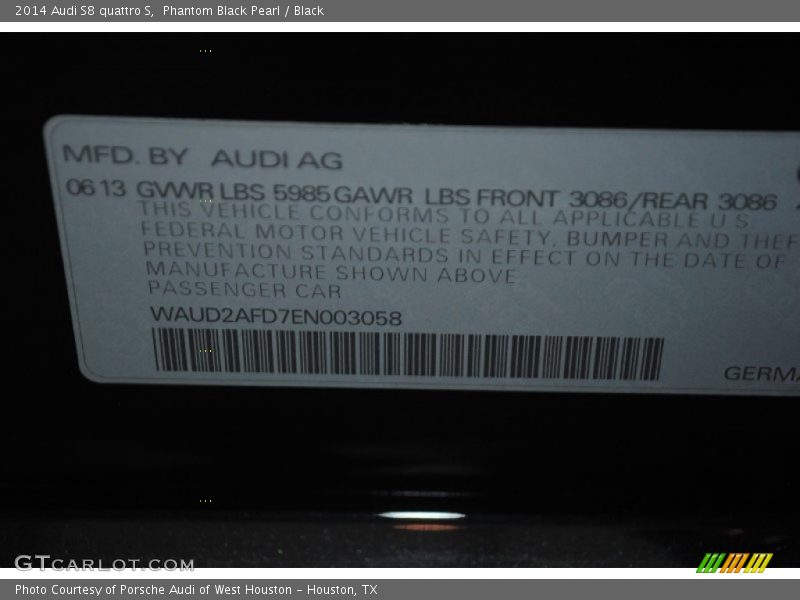 2014 Audi S8 quattro S, Phantom Black Pearl / Black
MFD. BY AUDI AG
06 13 GVWR LBS 5985 GAWR LBS FRONT 3086/REAR 3086
THIS VEHICLE CONFORMS TO ALL APPLICABLE U S
FEDERAL MOTOR VEHICLE SAFETY, BUMPER AND THEF
PREVENTION STANDARDS IN EFFECT ON THE DATE OF
MANUFACTURE SHOWN ABOVE
PASSENGER CAR
WAUD2AFD7EN003058
GERMA
GTCARLOT.COM
Photo Courtesy of Porsche Audi of West Houston - Houston, TX